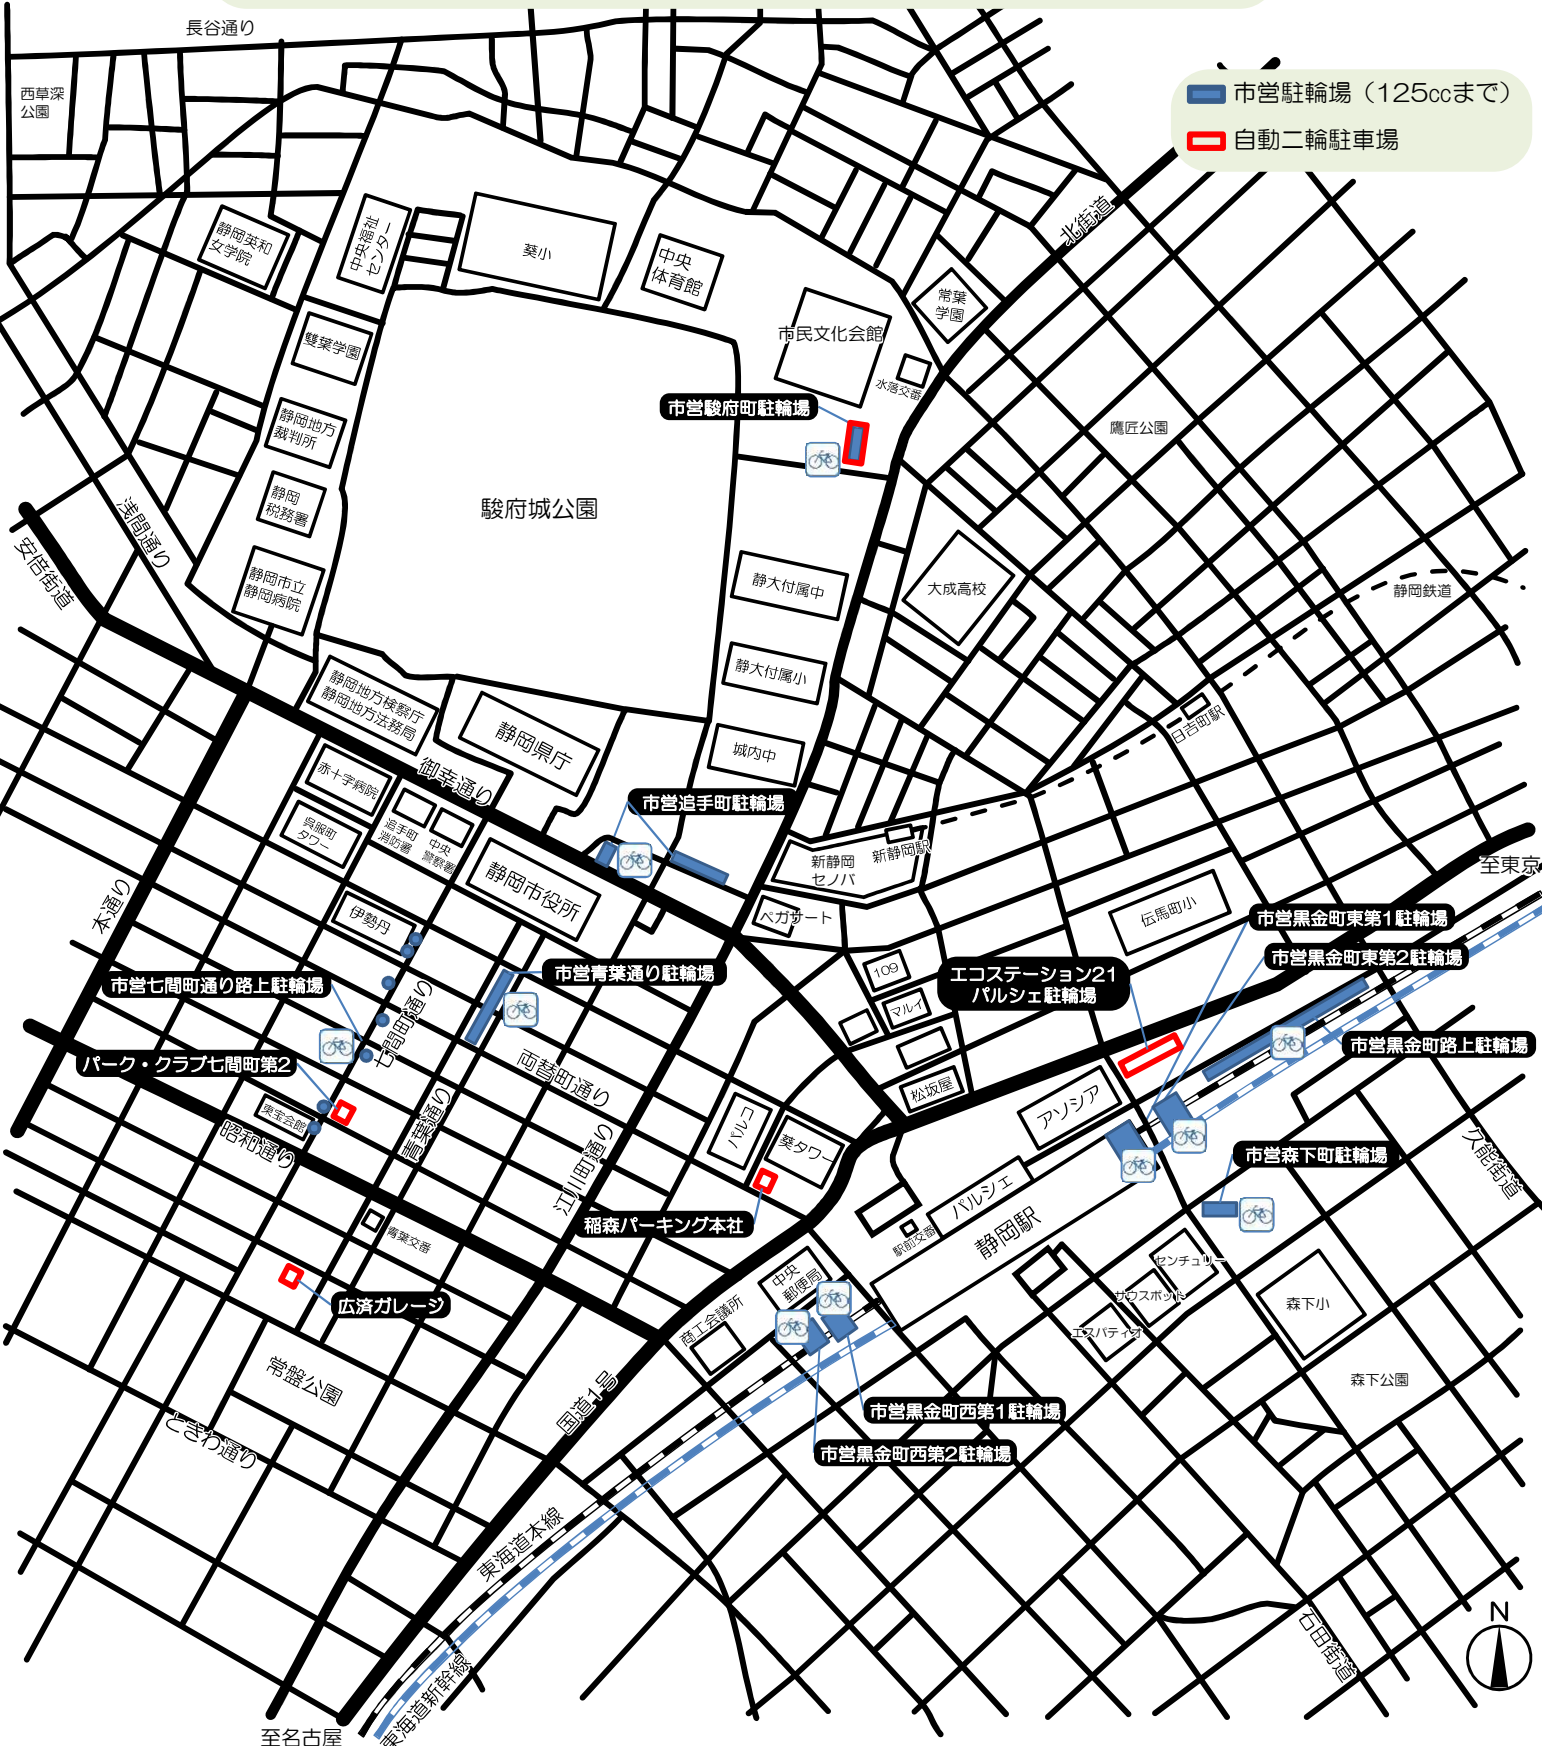 長谷通り
西草深
公園
市営駐輪場（125ccまで）
自動二輪駐車場
北街道
静岡英和
女学院
中央福祉
センター
葵小
中央
体育館
常葉
学園
市民文化会館
水落交番
雙葉学園
市営駿府町駐輪場
静岡地方
裁判所
鷹匠公園
静岡
税務署
駿府城公園
浅間通り
安倍街道
静岡市立
静岡病院
静大付属中
大成高校
静岡鉄道
静大付属小
静岡地方検察庁
静岡地方法務局
静岡県庁
城内中
日吉町駅
赤十字病院
御幸通り
市営追手町駐輪場
呉服町
タワー
追手町
消防署
中央
警察署
新静岡
セノバ
新静岡駅
至東京
静岡市役所
本通り
伊勢丹
ペガサート
伝馬町小
市営黒金町東第1駐輪場
市営黒金町東第2駐輪場
市営七間町通り路上駐輪場
市営青葉通り駐輪場
109
エコステーション21
パルシェ駐輪場
マルイ
七間町通り
市営黒金町路上駐輪場
パーク・クラブ七間町第2
両替町通り
松坂屋
アソシア
東宝会館
昭和通り
青葉通り
パルコ
葵タワー
江川町通り
久能街道
市営森下町駐輪場
稲森パーキング本社
パルシェ
駅前交番
静岡駅
青葉交番
センチュリー
中央
郵便局
サウスポット
森下小
広済ガレージ
商工会議所
エスパティオ
常盤公園
森下公園
国道1号
市営黒金町西第1駐輪場
ときわ通り
市営黒金町西第2駐輪場
東海道本線
N
石田街道
東海道新幹線
至名古屋